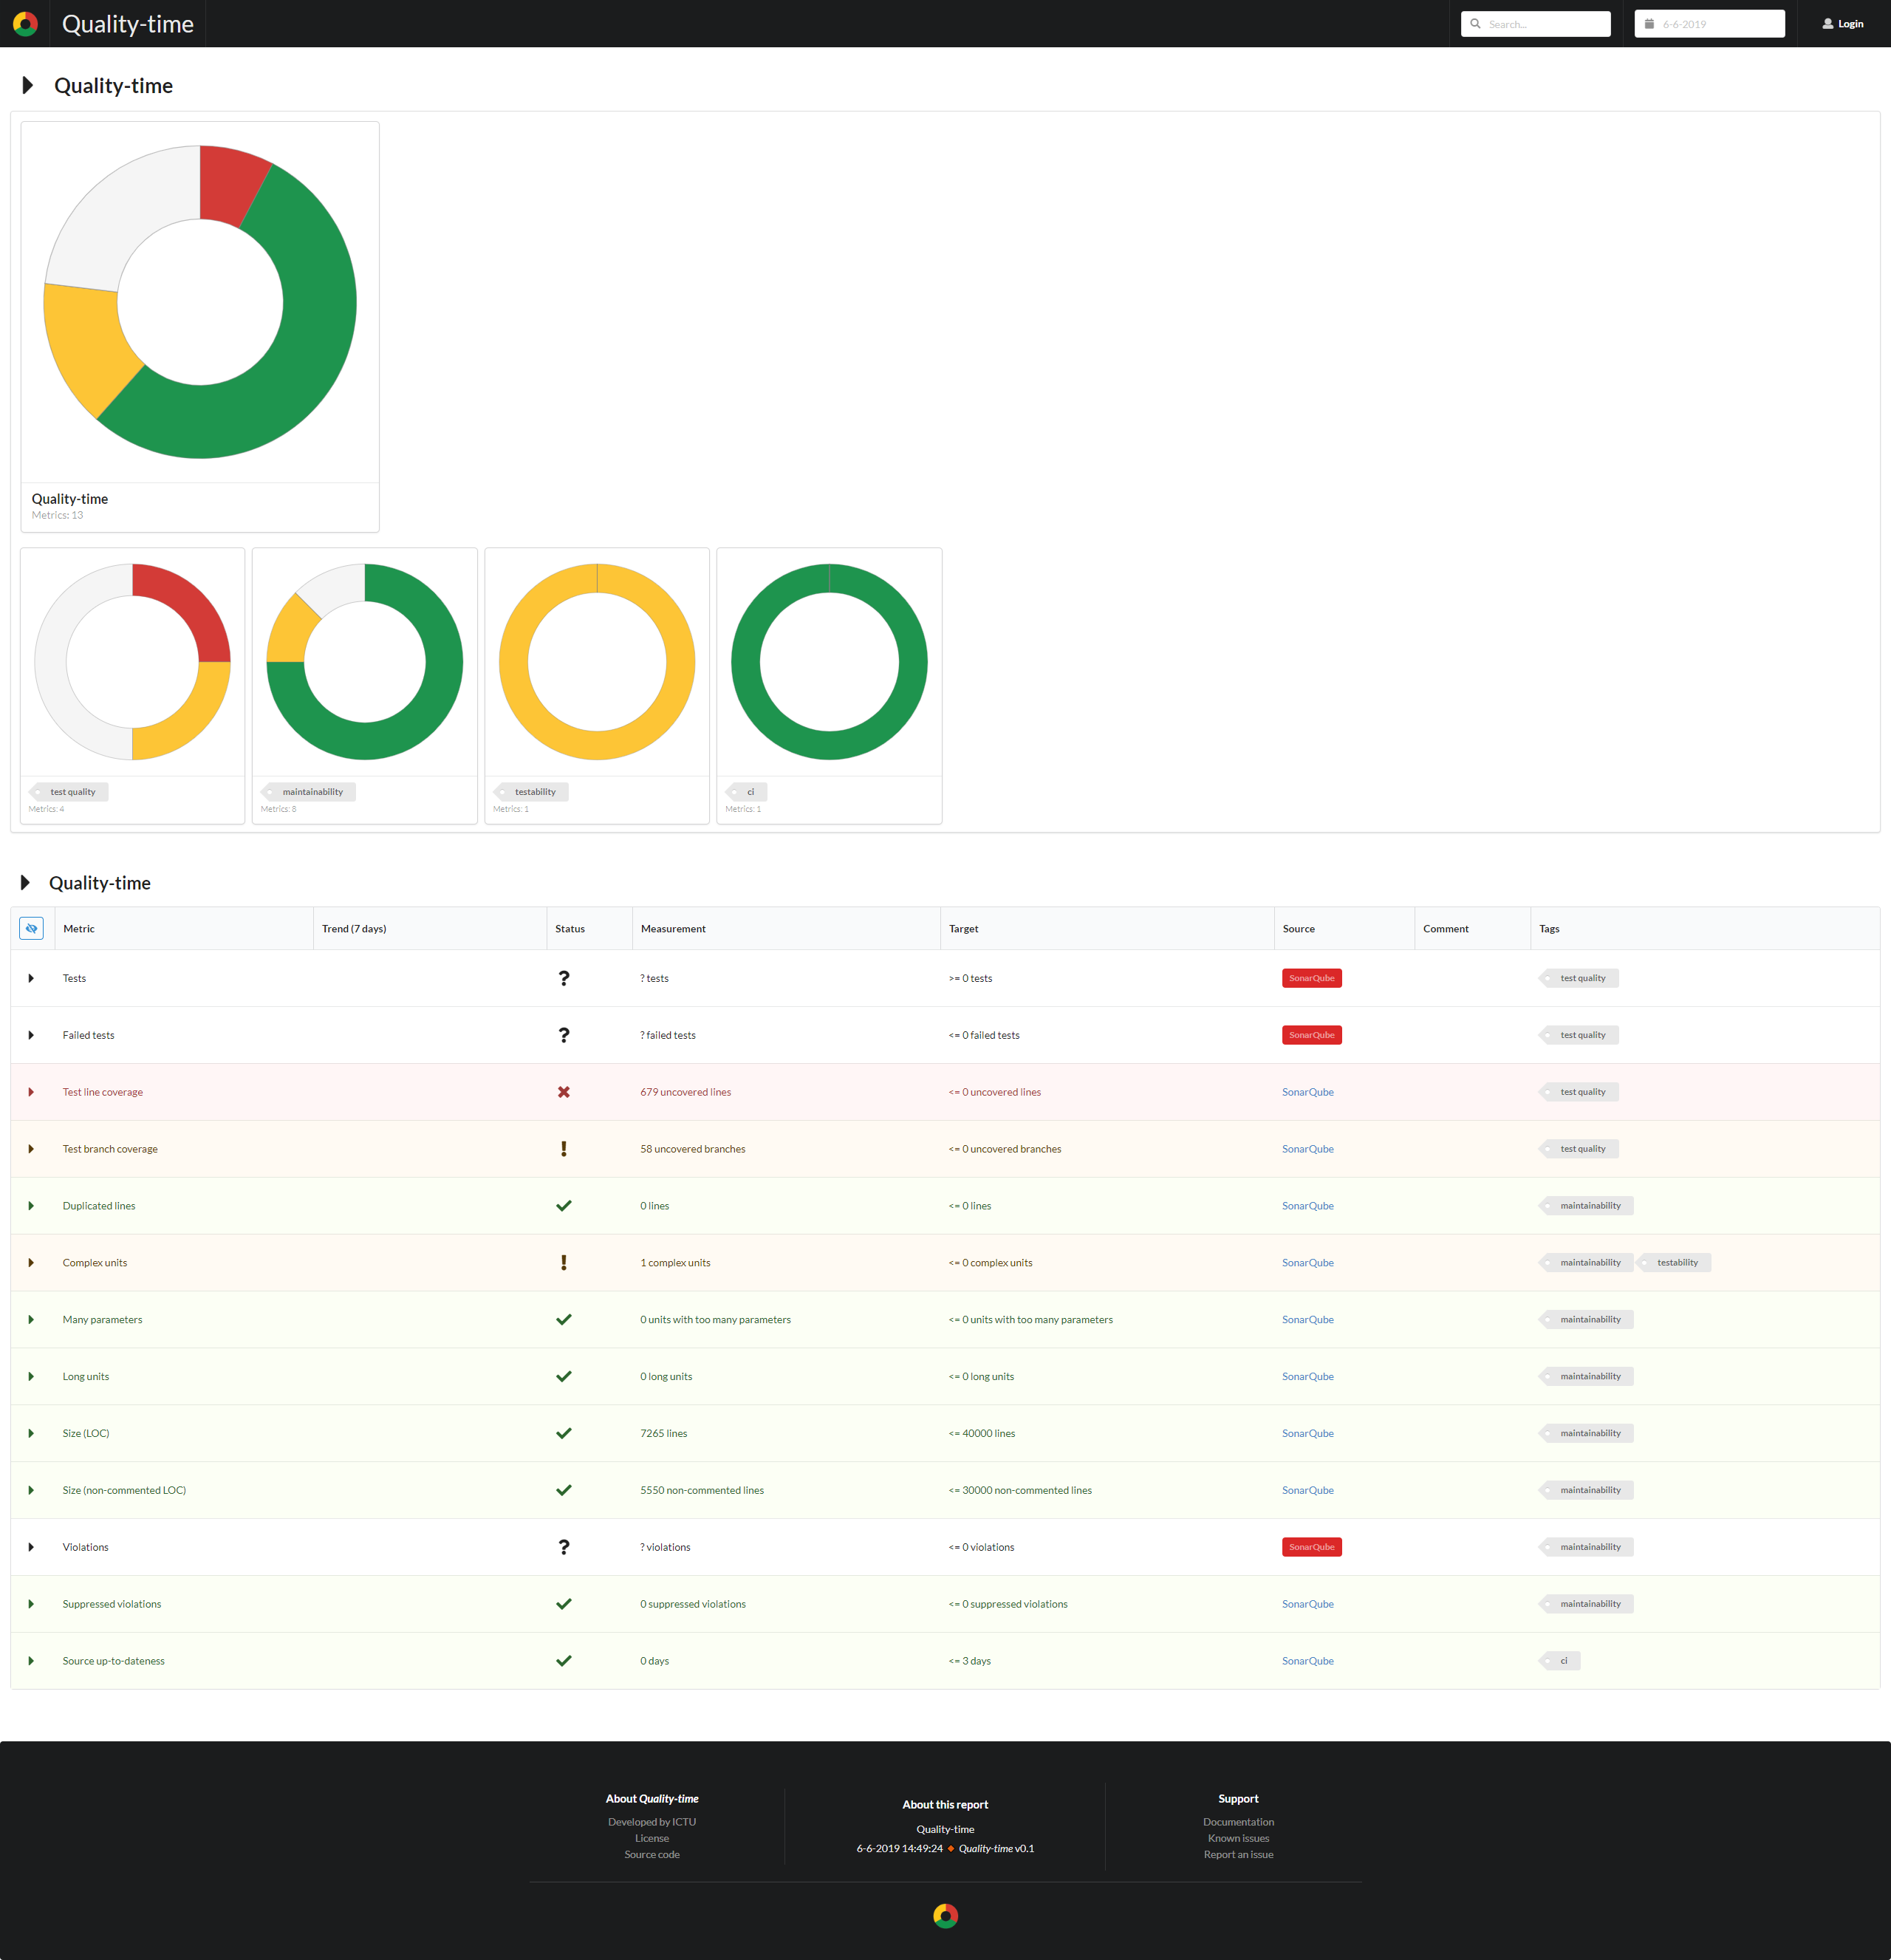 Quality-time
Search...
6-6-2019
Login
Quality-time
Quality-time
Metrics: 13
test quality
Metrics: 4
maintainability
Metrics: 8
testability
Metrics: 1
ci
Metrics: 1
Quality-time
Metric Trend (7 days) Status Measurement Target Source Comment Tags
Tests ? ? tests >= 0 tests SonarQube test quality
Failed tests ? ? failed tests <= 0 failed tests SonarQube test quality
Test line coverage 679 uncovered lines <= 0 uncovered lines SonarQube test quality
Test branch coverage ! 58 uncovered branches <= 0 uncovered branches SonarQube test quality
Duplicated lines 0 lines <= 0 lines SonarQube maintainability
Complex units ! 1 complex units <= 0 complex units SonarQube maintainability testability
Many parameters 0 units with too many parameters <= 0 units with too many parameters SonarQube maintainability
Long units 0 long units <= 0 long units SonarQube maintainability
Size (LOC) 7265 lines <= 40000 lines SonarQube maintainability
Size (non-commented LOC) 5550 non-commented lines <= 30000 non-commented lines SonarQube maintainability
Violations ? ? violations <= 0 violations SonarQube maintainability
Suppressed violations 0 suppressed violations <= 0 suppressed violations SonarQube maintainability
Source up-to-dateness 0 days <= 3 days SonarQube ci
About Quality-time
Developed by ICTU
License
Source code
About this report
Quality-time
6-6-2019 14:49:24 Quality-time v0.1
Support
Documentation
Known issues
Report an issue